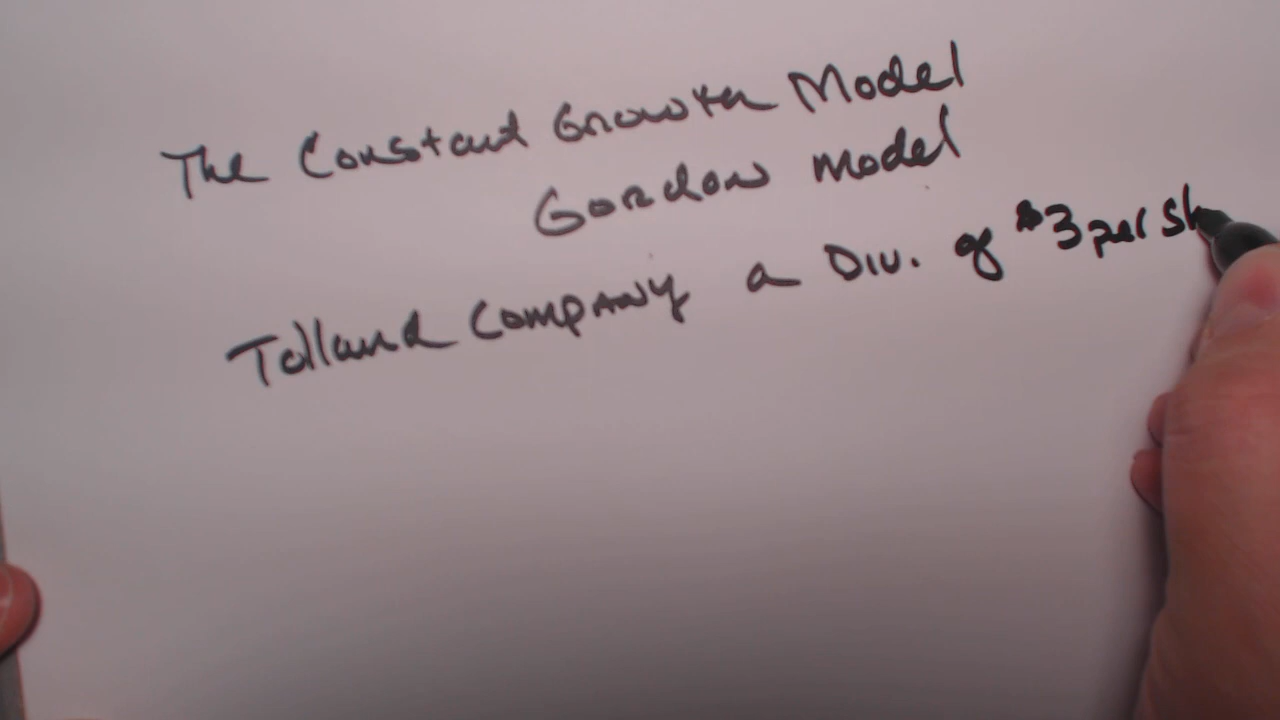 The Constant Growth Model
Gordon Model
Tolland Company a Div. of $3 per Sh